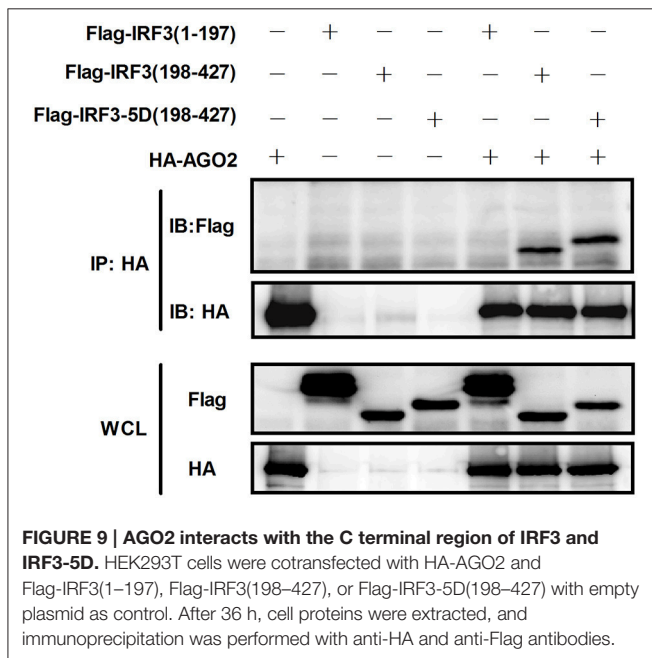 Flag-IRF3(1-197) − + − − + − −
Flag-IRF3(198-427) − − + − − + −
Flag-IRF3-5D(198-427) − − − + − − +
HA-AGO2 + − − − + + +
IP: HA
IB:Flag
IB: HA
WCL
Flag
HA
FIGURE 9 | AGO2 interacts with the C terminal region of IRF3 and
IRF3-5D. HEK293T cells were cotransfected with HA-AGO2 and
Flag-IRF3(1–197), Flag-IRF3(198–427), or Flag-IRF3-5D(198–427) with empty
plasmid as control. After 36 h, cell proteins were extracted, and
immunoprecipitation was performed with anti-HA and anti-Flag antibodies.